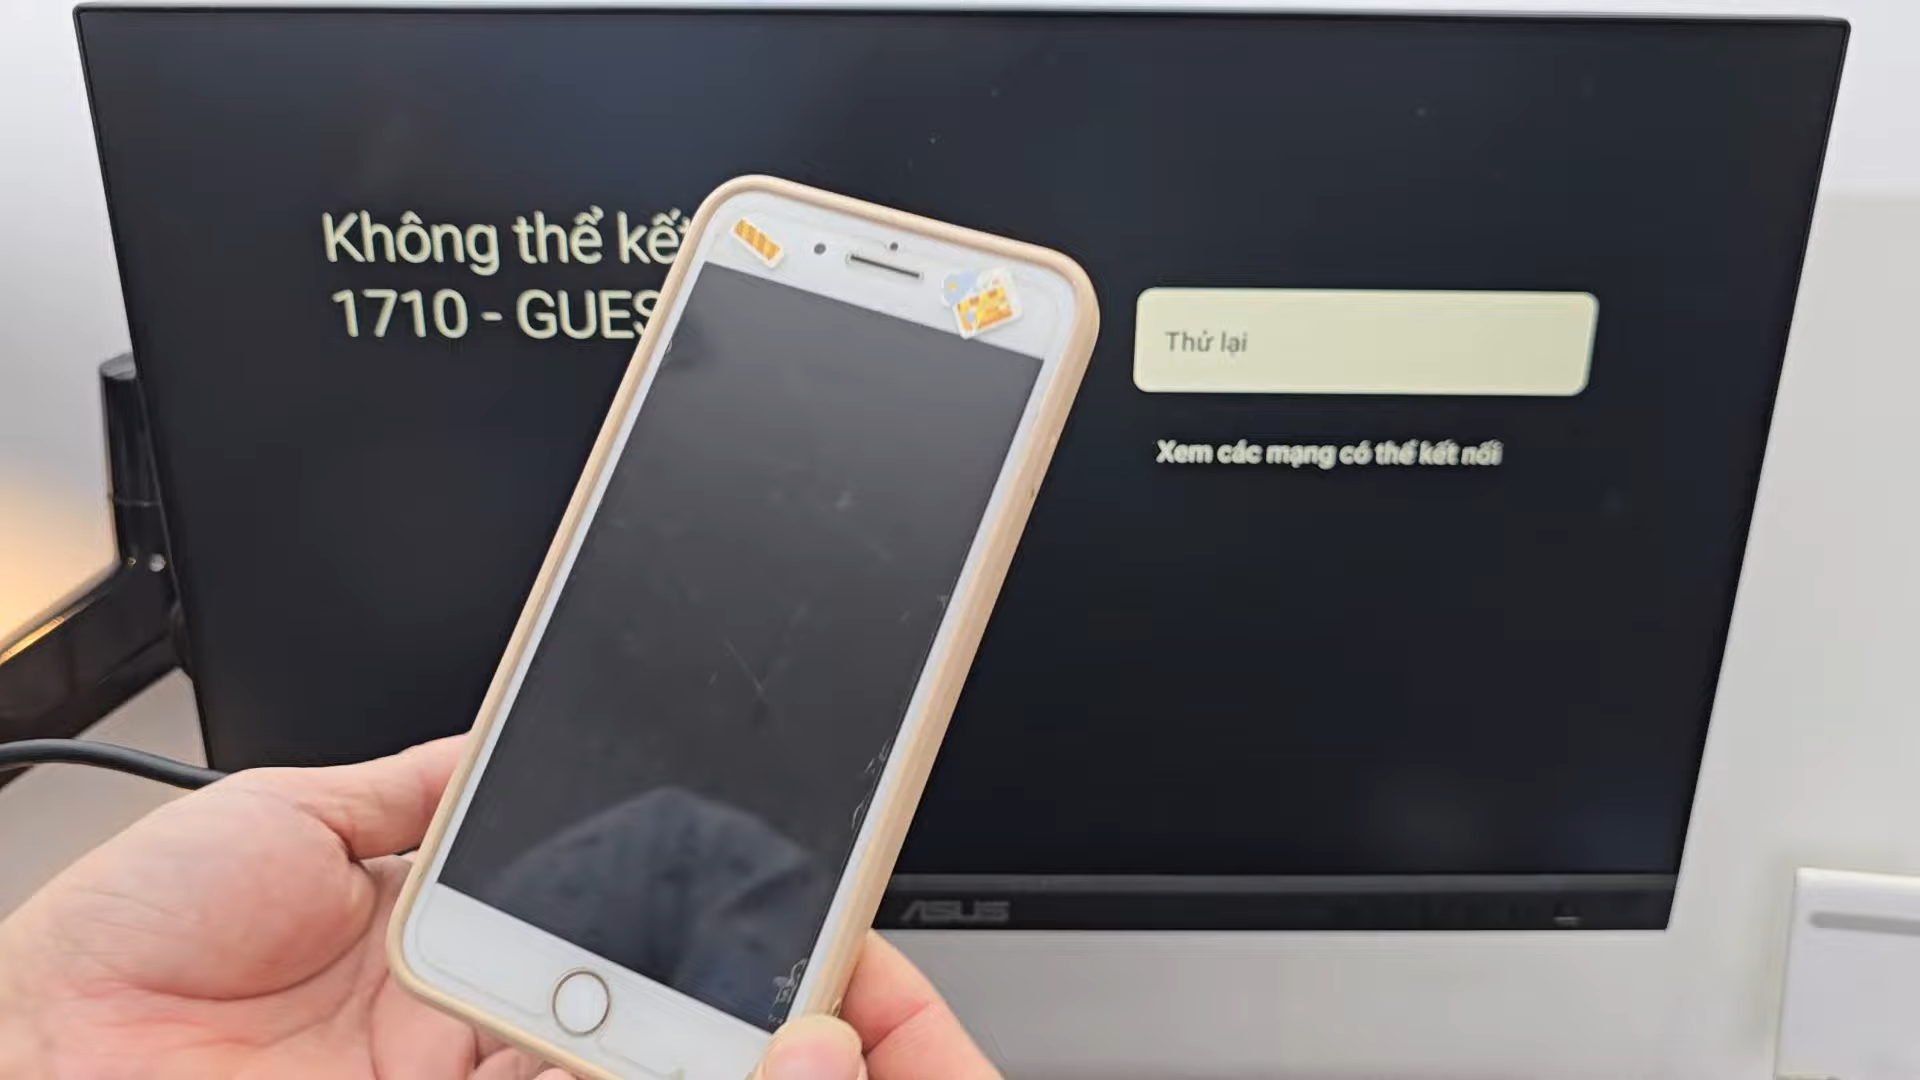 Không thể kết
1710 - GUES
Thử lại
Xem các mạng có thể kết nối
ASUS